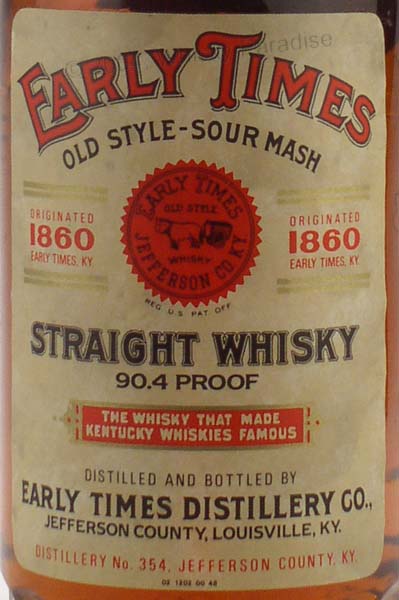 EARLY TIMES
OLD STYLE-SOUR MASH
EARLY TIMES
OLD STYLE
WHISKY
JEFFERSON CO. KY.
REG. U.S. PAT. OFF.
ORIGINATED
1860
EARLY TIMES, KY.
ORIGINATED
1860
EARLY TIMES, KY.
STRAIGHT WHISKY
90.4 PROOF
THE WHISKY THAT MADE
KENTUCKY WHISKIES FAMOUS
DISTILLED AND BOTTLED BY
EARLY TIMES DISTILLERY CO.,
JEFFERSON COUNTY, LOUISVILLE, KY.
DISTILLERY No. 354, JEFFERSON COUNTY, KY.